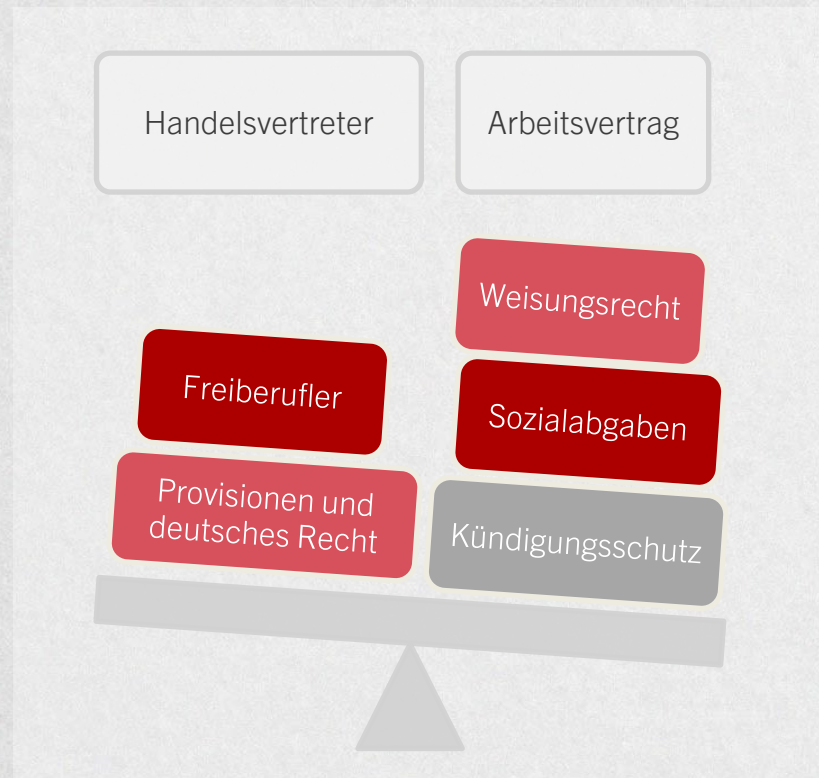 Handelsvertreter
Arbeitsvertrag
Weisungsrecht
Freiberufler
Sozialabgaben
Provisionen und
deutsches Recht
Kündigungsschutz